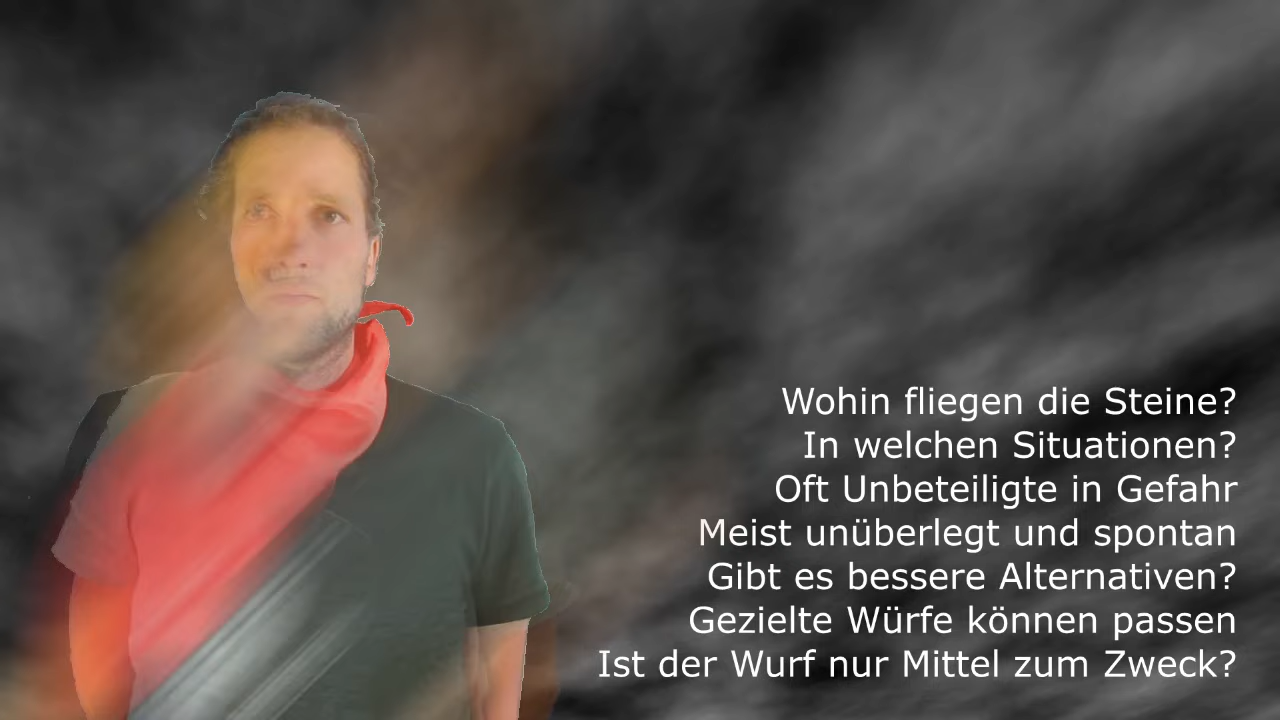 Wohin fliegen die Steine?
In welchen Situationen?
Oft Unbeteiligte in Gefahr
Meist unüberlegt und spontan
Gibt es bessere Alternativen?
Gezielte Würfe können passen
Ist der Wurf nur Mittel zum Zweck?